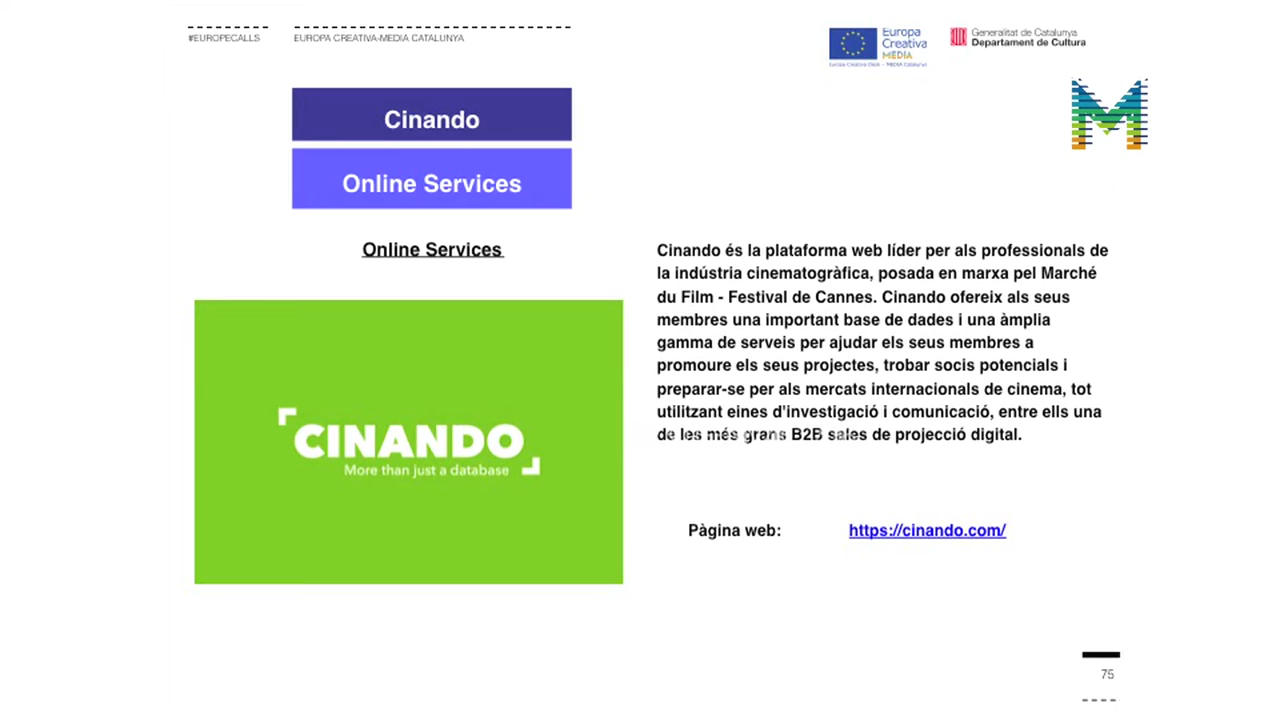 #EUROPECALLS
EUROPA CREATIVA-MEDIA CATALUNYA
Europa
Creativa
MEDIA
Europa Creativa Desk - MEDIA Catalunya
Generalitat de Catalunya
Departament de Cultura
Cinando
Online Services
Online Services
CINANDO
More than just a database
Cinando és la plataforma web líder per als professionals de
la indústria cinematogràfica, posada en marxa pel Marché
du Film - Festival de Cannes. Cinando ofereix als seus
membres una important base de dades i una àmplia
gamma de serveis per ajudar els seus membres a
promoure els seus projectes, trobar socis potencials i
preparar-se per als mercats internacionals de cinema, tot
utilitzant eines d'investigació i comunicació, entre ells una
de les més grans B2B sales de projecció digital.
Pàgina web: https://cinando.com/
75